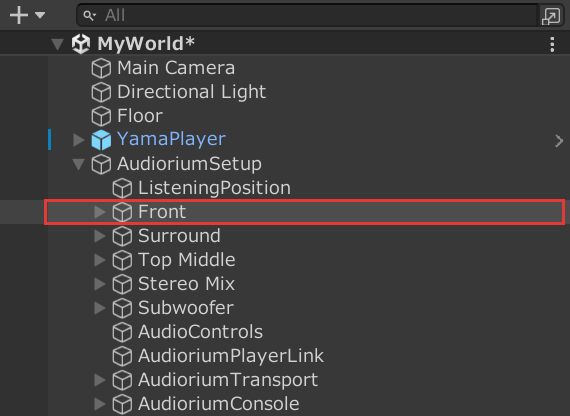 All
MyWorld*
Main Camera
Directional Light
Floor
YamaPlayer
AudioriumSetup
ListeningPosition
Front
Surround
Top Middle
Stereo Mix
Subwoofer
AudioControls
AudioriumPlayerLink
AudioriumTransport
AudioriumConsole